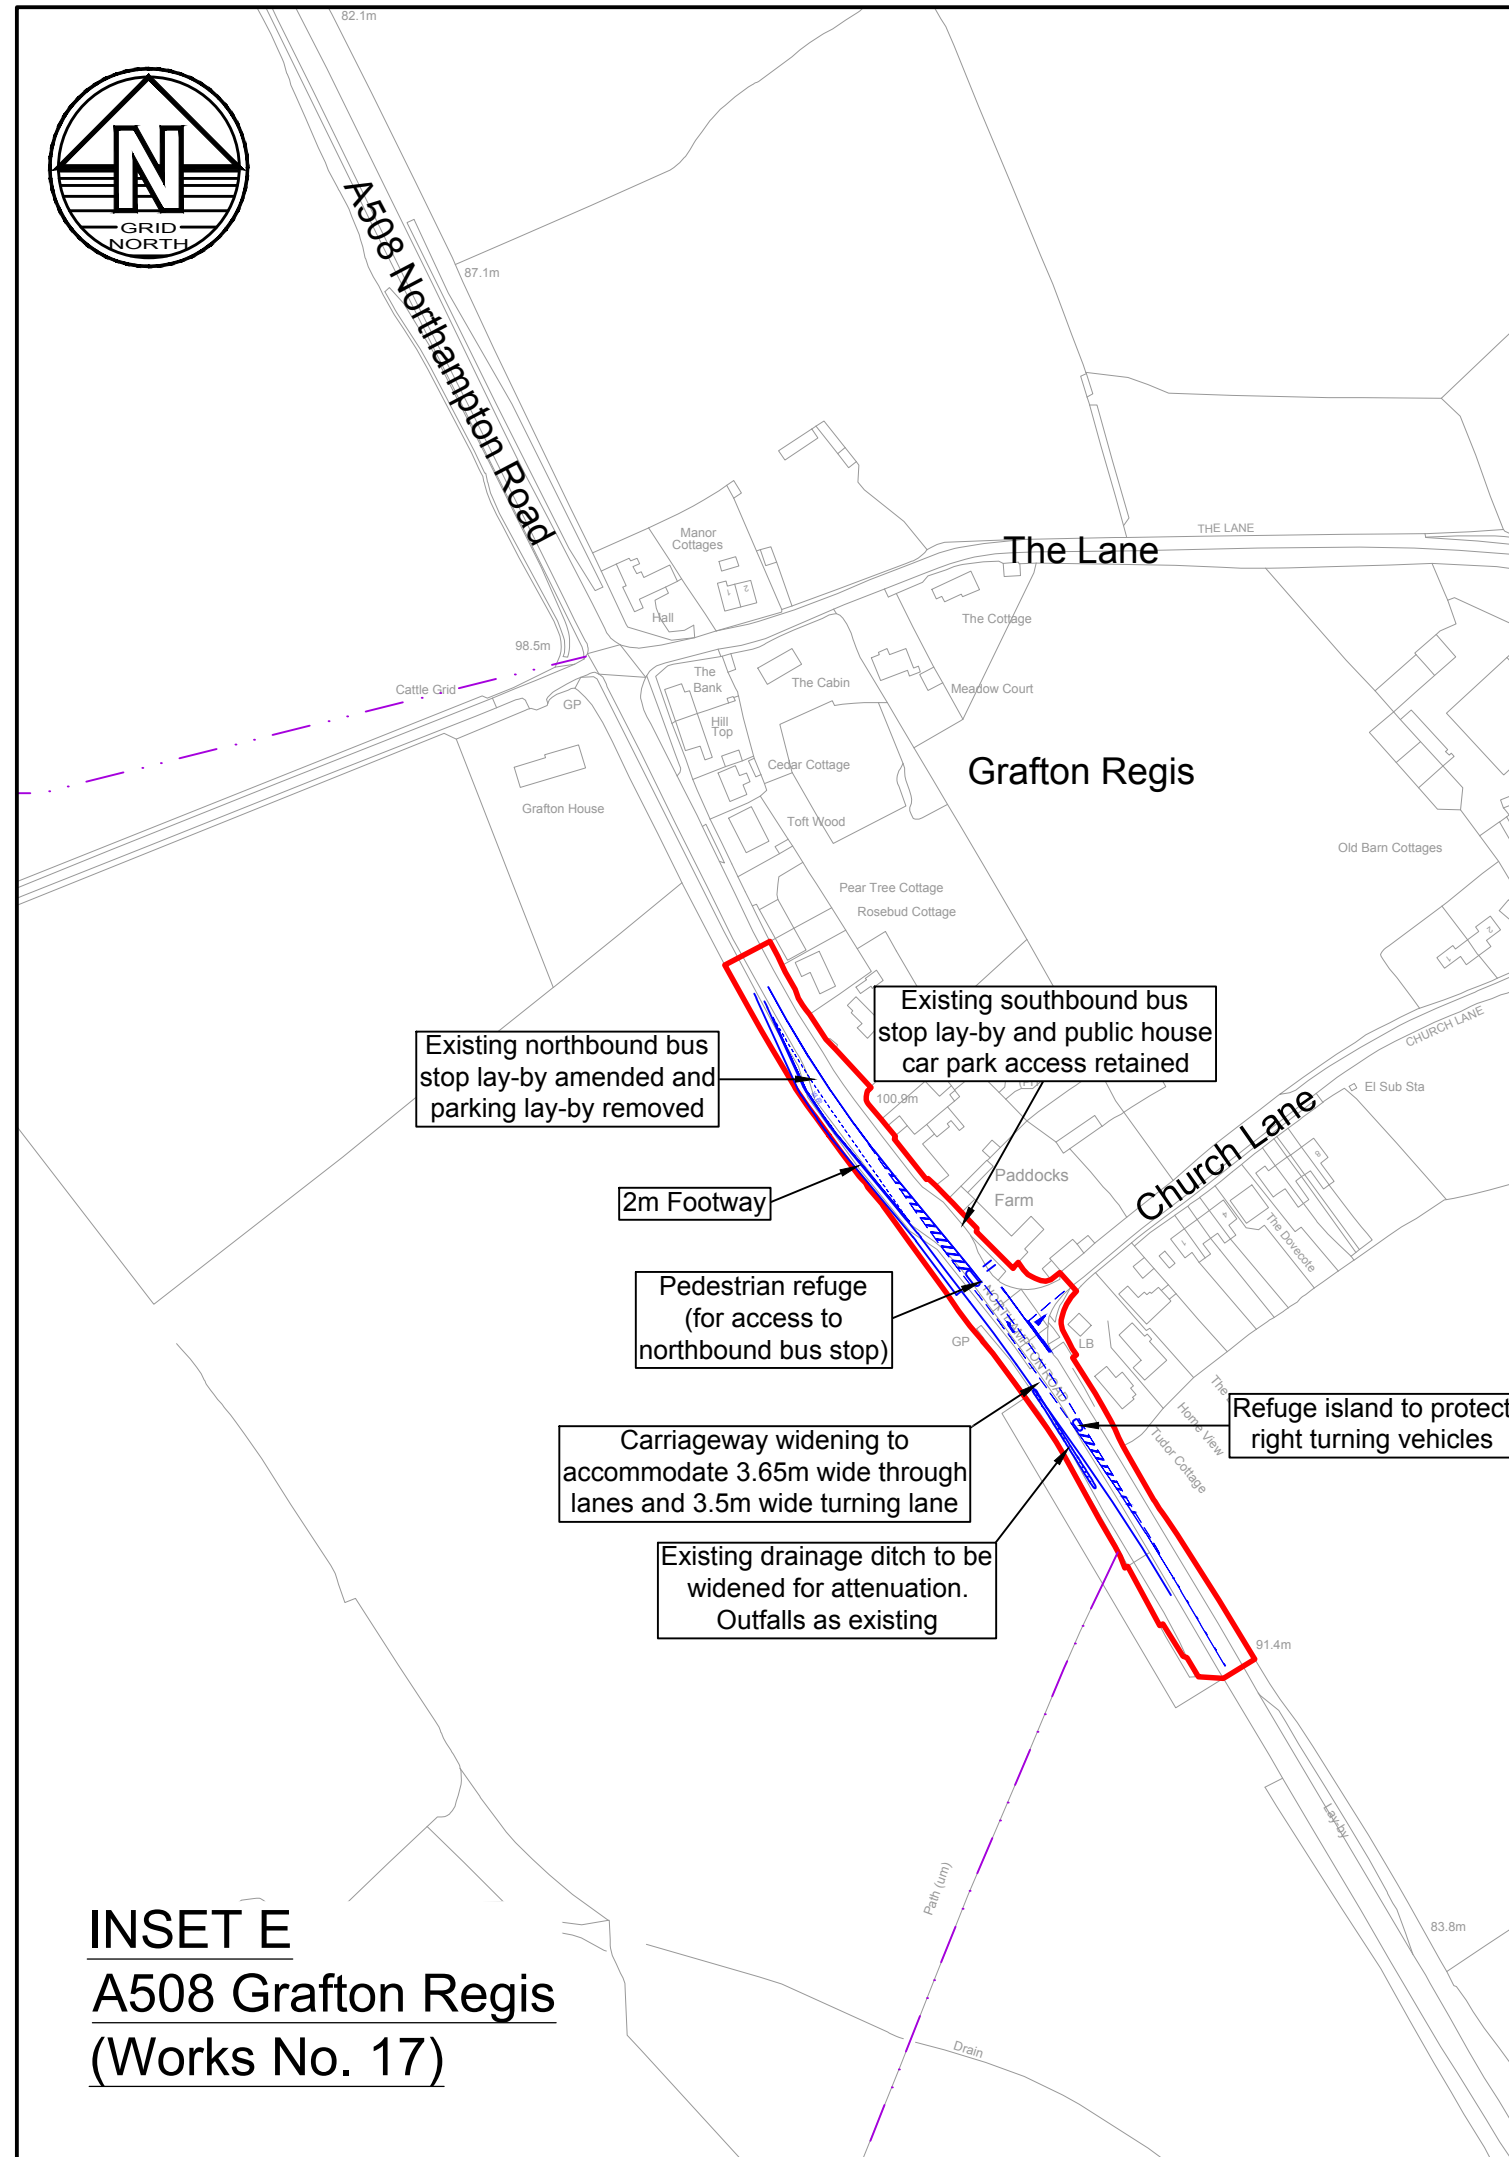 82.1m
N
GRID
NORTH
A508 Northampton Road
87.1m
THE LANE
The Lane
Manor
Cottages
1
2
Hall
The Cottage
98.5m
Cattle Grid
GP
The
Bank
The Cabin
Meadow Court
Hill
Top
Cedar Cottage
Grafton Regis
Grafton House
Toft Wood
Old Barn Cottages
Pear Tree Cottage
Rosebud Cottage
2
1
Existing southbound bus
stop lay-by and public house
car park access retained
CHURCH LANE
Existing northbound bus
stop lay-by amended and
parking lay-by removed
100.9m
El Sub Sta
Church Lane
Paddocks
Farm
2m Footway
The Dovecote
Pedestrian refuge
(for access to
northbound bus stop)
NORTHAMPTON ROAD
GP
LB
The
Home View
Tudor Cottage
Refuge island to protect
right turning vehicles
Carriageway widening to
accommodate 3.65m wide through
lanes and 3.5m wide turning lane
Existing drainage ditch to be
widened for attenuation.
Outfalls as existing
91.4m
Lay-by
Path (um)
83.8m
Drain
INSET E
A508 Grafton Regis
(Works No. 17)